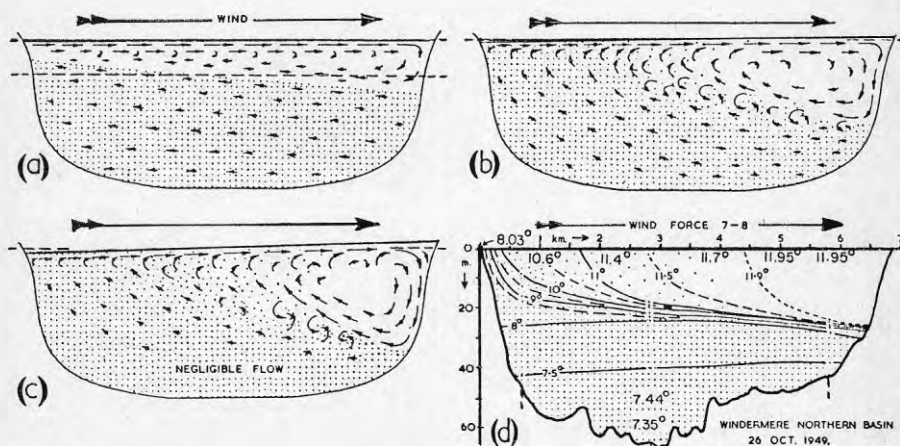 WIND
(a)
(b)
(c)
NEGLIGIBLE FLOW
WIND FORCE 7-8
km.
2 3 4 5 6 7
0
m.
20
40
60
8.03° 10.6° 11.4° 11.7° 11.95° 11.95°
11° 11.5° 11.9°
10°
9°
8°
7.5°
7.44°
7.35°
(d)
WINDERMERE NORTHERN BASIN
26 OCT. 1949.